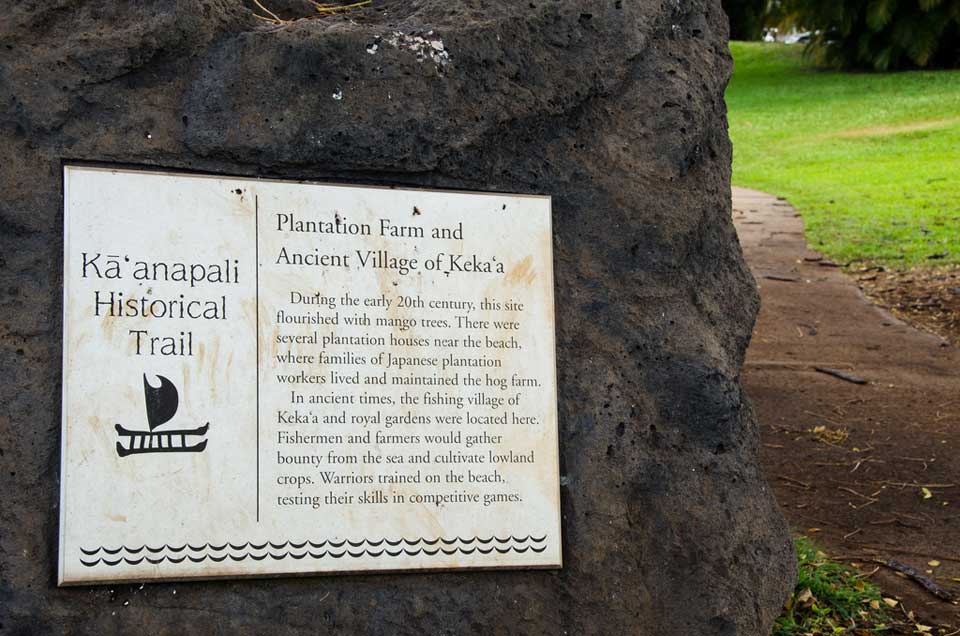 Kāʻanapali
Historical
Trail
Plantation Farm and
Ancient Village of Kekaʻa
During the early 20th century, this site
flourished with mango trees. There were
several plantation houses near the beach,
where families of Japanese plantation
workers lived and maintained the hog farm.
In ancient times, the fishing village of
Kekaʻa and royal gardens were located here.
Fishermen and farmers would gather
bounty from the sea and cultivate lowland
crops. Warriors trained on the beach,
testing their skills in competitive games.